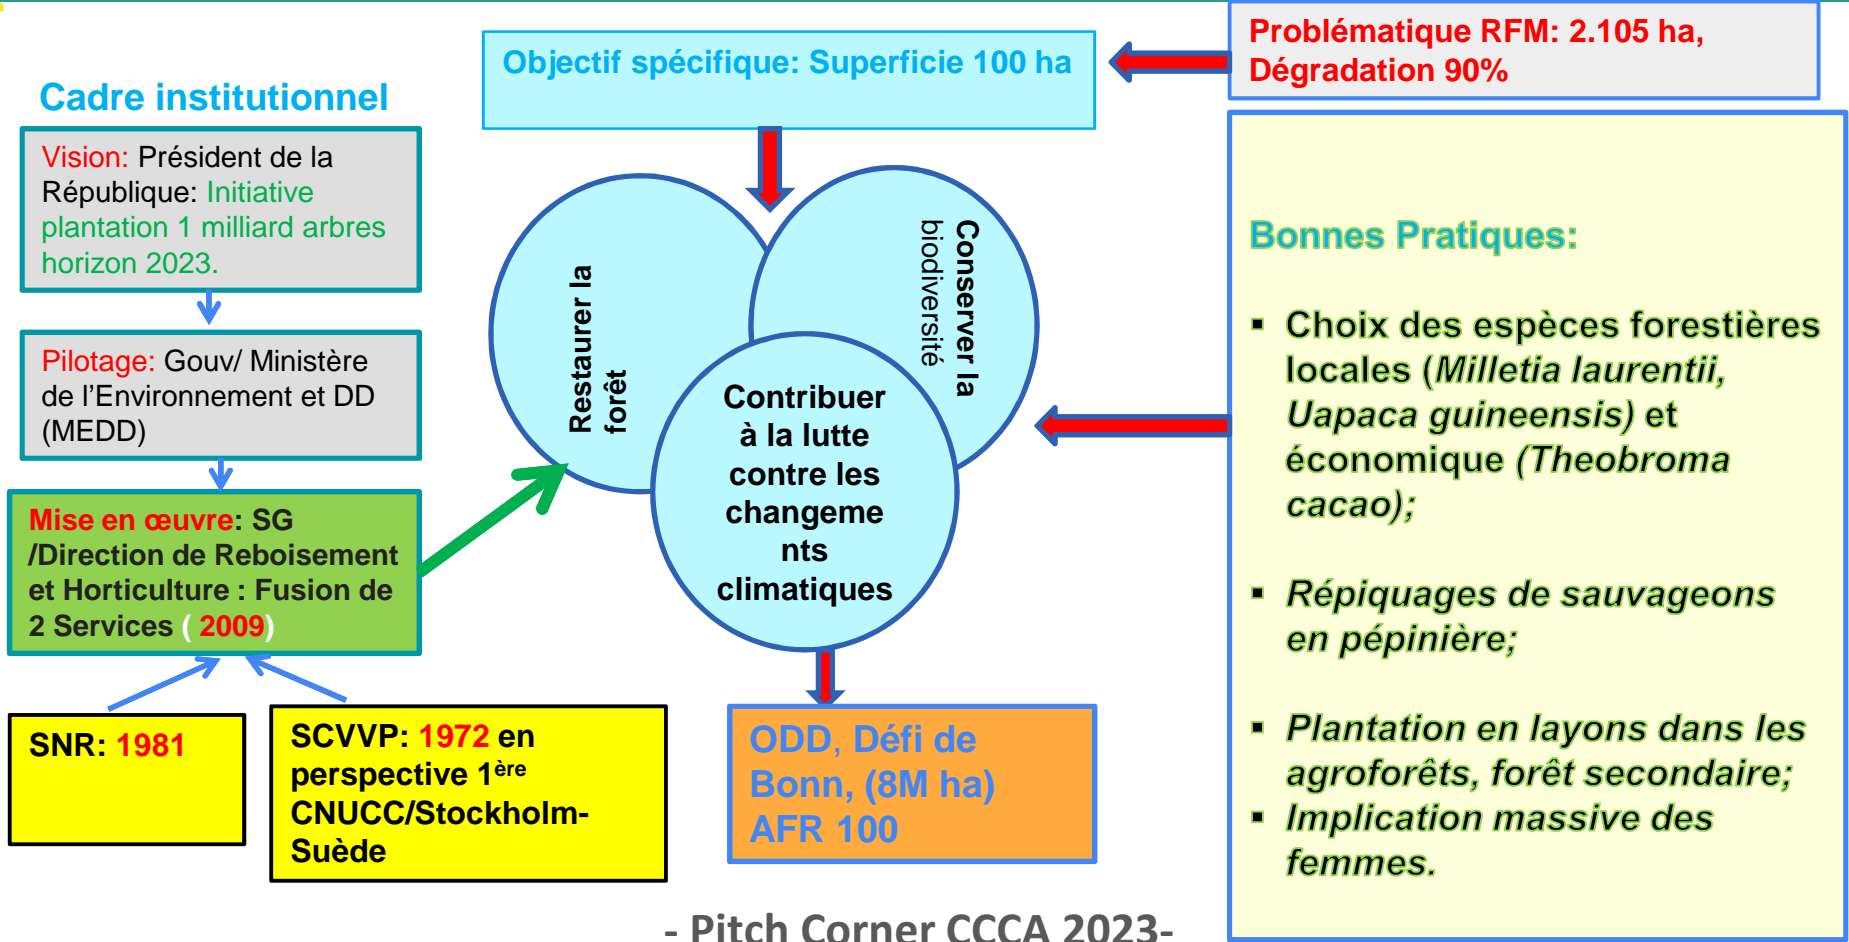 Problématique RFM: 2.105 ha,
Dégradation 90%
Objectif spécifique: Superficie 100 ha
Cadre institutionnel
Vision: Président de la
République: Initiative
plantation 1 milliard arbres
horizon 2023.
Pilotage: Gouv/ Ministère
de l’Environnement et DD
(MEDD)
Mise en œuvre: SG
/Direction de Reboisement
et Horticulture : Fusion de
2 Services ( 2009)
SNR: 1981
SCVVP: 1972 en
perspective 1ère
CNUCC/Stockholm-
Suède
Restaurer la
forêt
Conserver la
biodiversité
Contribuer
à la lutte
contre les
changeme
nts
climatiques
ODD, Défi de
Bonn, (8M ha)
AFR 100
Bonnes Pratiques:
▪ Choix des espèces forestières
locales (Milletia laurentii,
Uapaca guineensis) et
économique (Theobroma
cacao);
▪ Répiquages de sauvageons
en pépinière;
▪ Plantation en layons dans les
agroforêts, forêt secondaire;
▪ Implication massive des
femmes.
- Pitch Corner CCCA 2023-